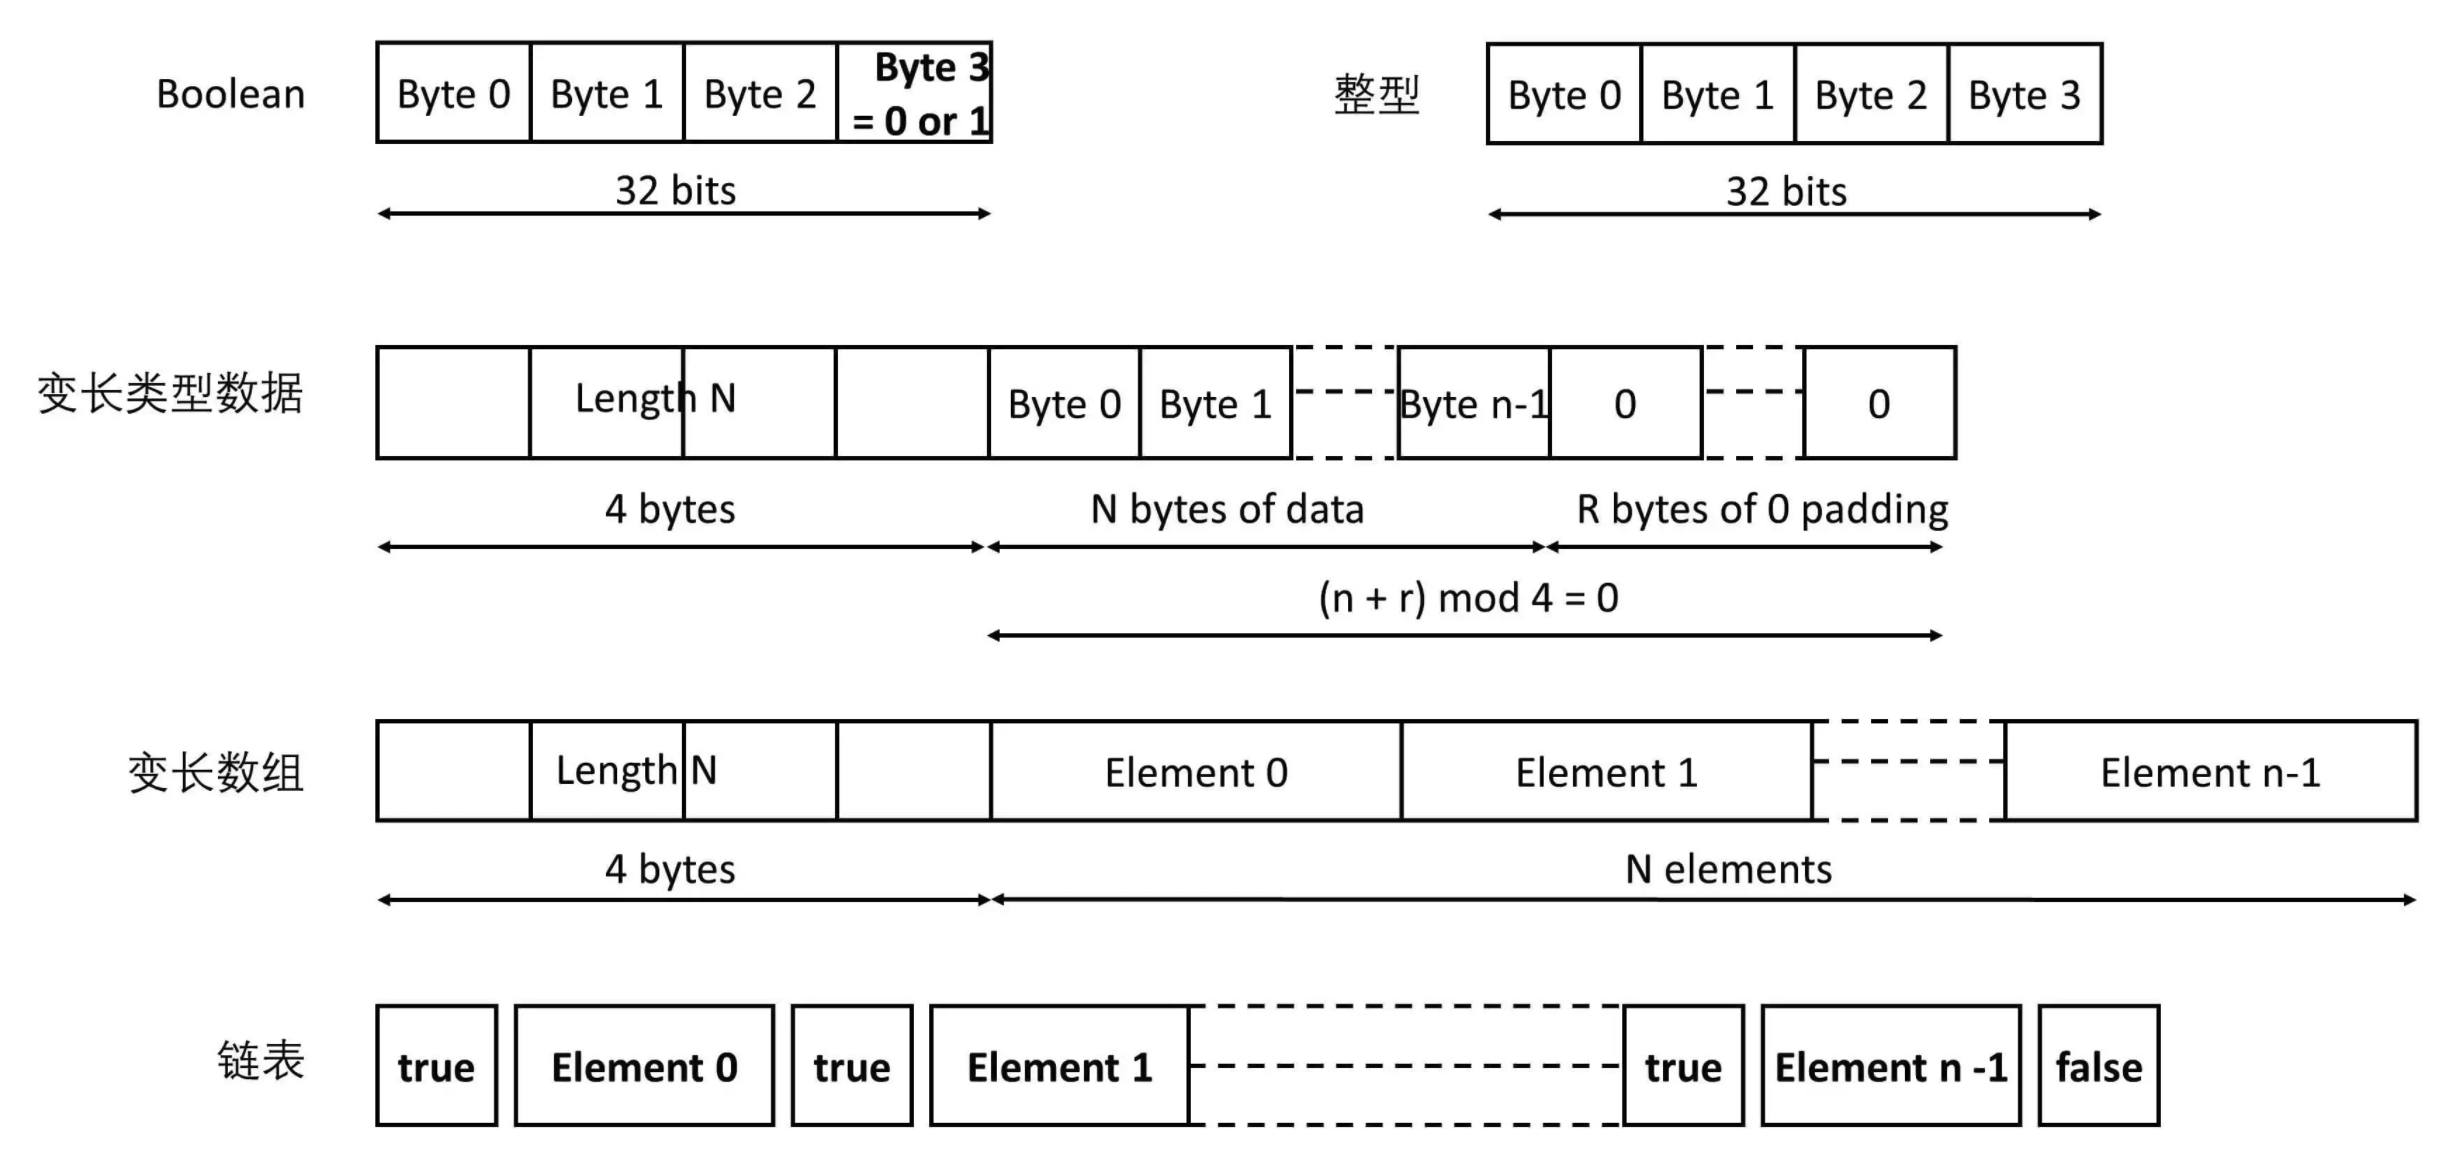 Boolean
Byte 0
Byte 1
Byte 2
Byte 3
= 0 or 1
32 bits
整型
Byte 0
Byte 1
Byte 2
Byte 3
32 bits
变长类型数据
Length N
Byte 0
Byte 1
Byte n-1
0
0
4 bytes
N bytes of data
R bytes of 0 padding
(n + r) mod 4 = 0
变长数组
Length N
Element 0
Element 1
Element n-1
4 bytes
N elements
链表
true
Element 0
true
Element 1
true
Element n -1
false